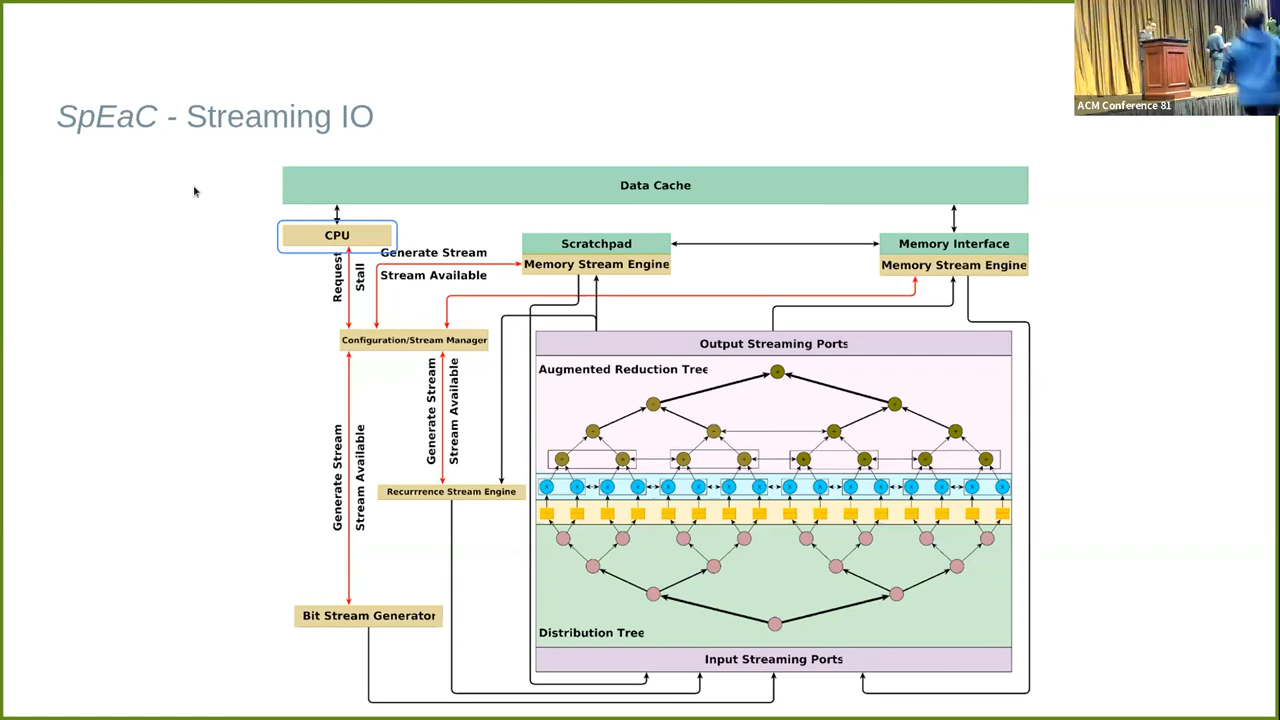 ACM Conference 81
SpEaC - Streaming IO
Data Cache
CPU
Generate Stream
Stream Available
Scratchpad
Memory Stream Engine
Memory Interface
Memory Stream Engine
Request
Stall
Configuration/Stream Manager
Output Streaming Ports
Augmented Reduction Tree
Generate Stream
Stream Available
Generate Stream
Stream Available
Recurrrence Stream Engine
Bit Stream Generator
Distribution Tree
Input Streaming Ports